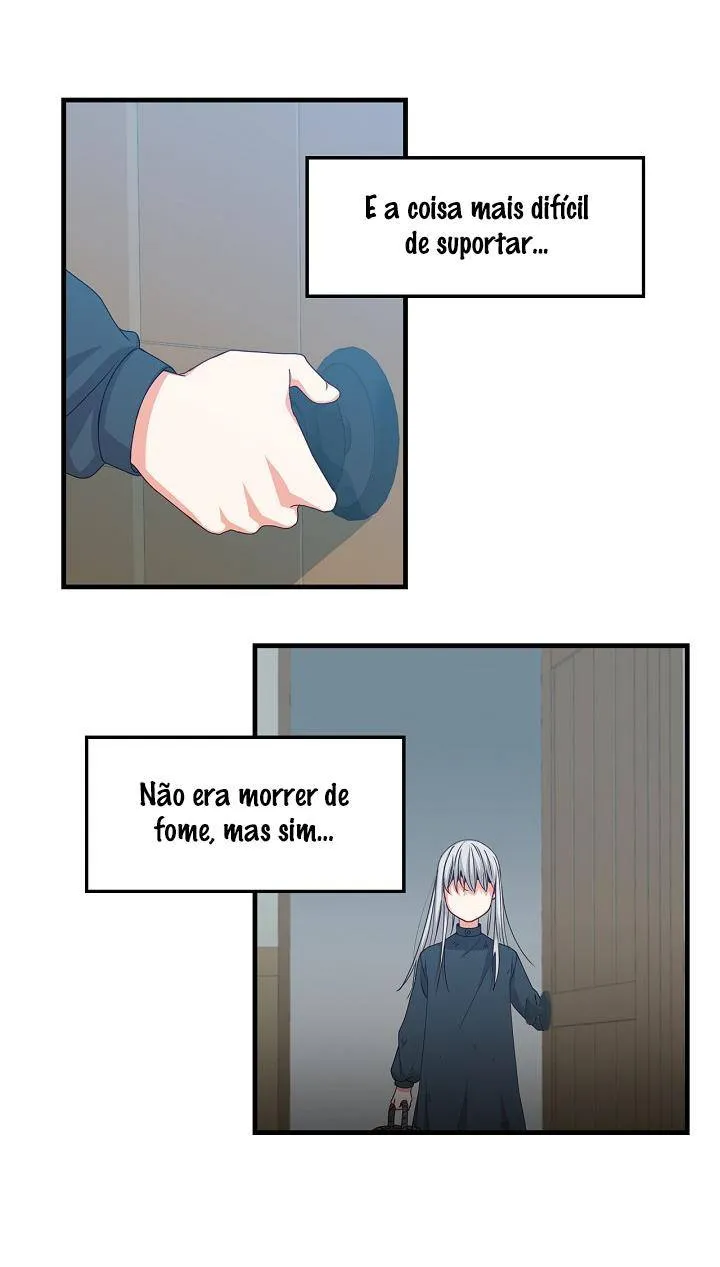 E a coisa mais difícil
de suportar...
Não era morrer de
fome, mas sim...